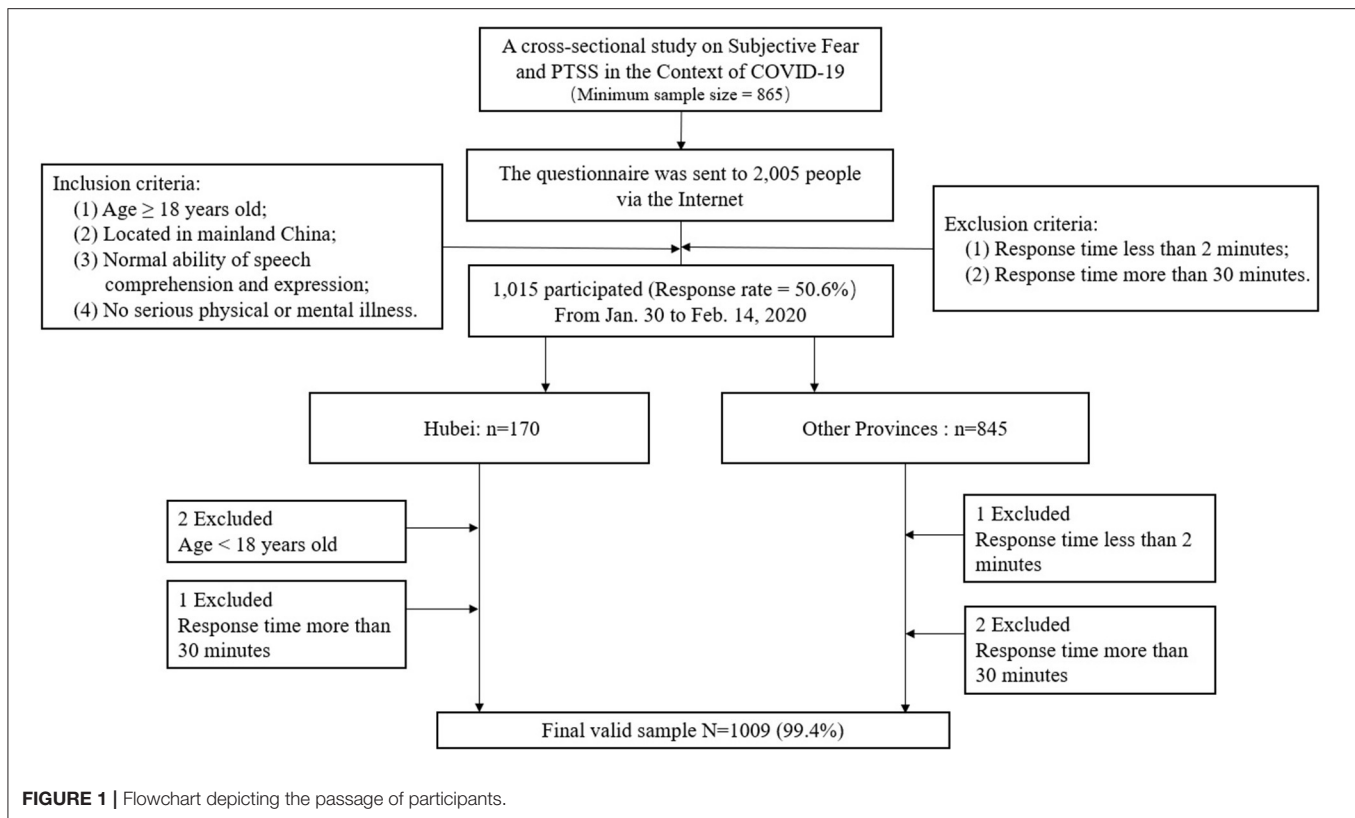 A cross-sectional study on Subjective Fear
and PTSS in the Context of COVID-19
(Minimum sample size = 865)
The questionnaire was sent to 2,005 people
via the Internet
Inclusion criteria:
(1) Age ≥ 18 years old;
(2) Located in mainland China;
(3) Normal ability of speech
comprehension and expression;
(4) No serious physical or mental illness.
Exclusion criteria:
(1) Response time less than 2 minutes;
(2) Response time more than 30 minutes.
1,015 participated (Response rate = 50.6%)
From Jan. 30 to Feb. 14, 2020
Hubei: n=170
Other Provinces : n=845
2 Excluded
Age < 18 years old
1 Excluded
Response time more than
30 minutes
1 Excluded
Response time less than 2
minutes
2 Excluded
Response time more than
30 minutes
Final valid sample N=1009 (99.4%)
FIGURE 1 | Flowchart depicting the passage of participants.